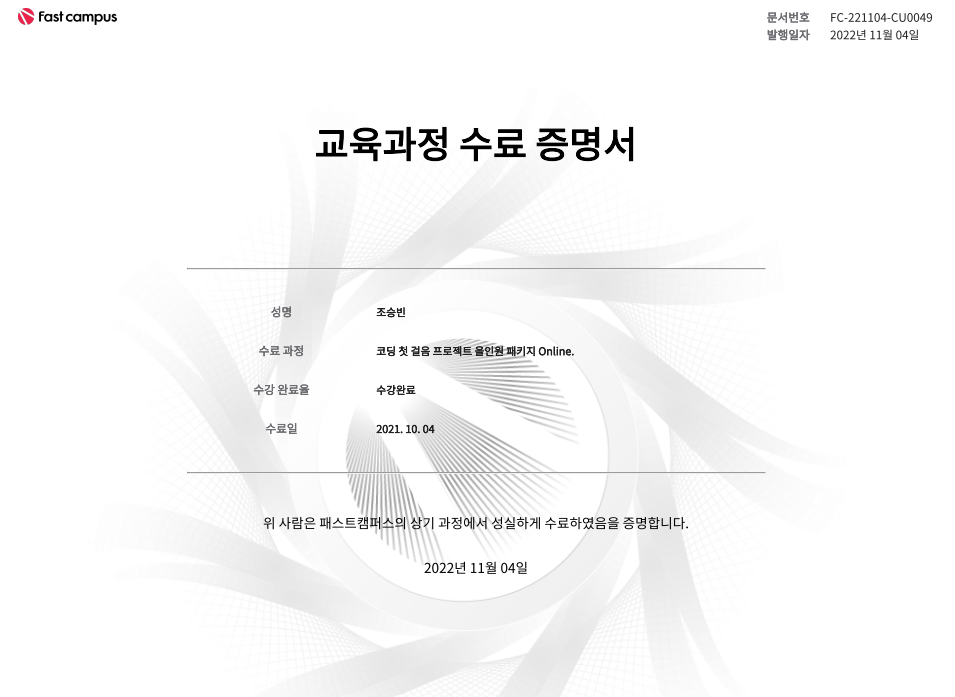 Fast campus
문서번호 FC-221104-CU0049
발행일자 2022년 11월 04일
교육과정 수료 증명서
성명 조승빈
수료 과정 코딩 첫 걸음 프로젝트 올인원 패키지 Online.
수강 완료율 수강완료
수료일 2021. 10. 04
위 사람은 패스트캠퍼스의 상기 과정에서 성실하게 수료하였음을 증명합니다.
2022년 11월 04일